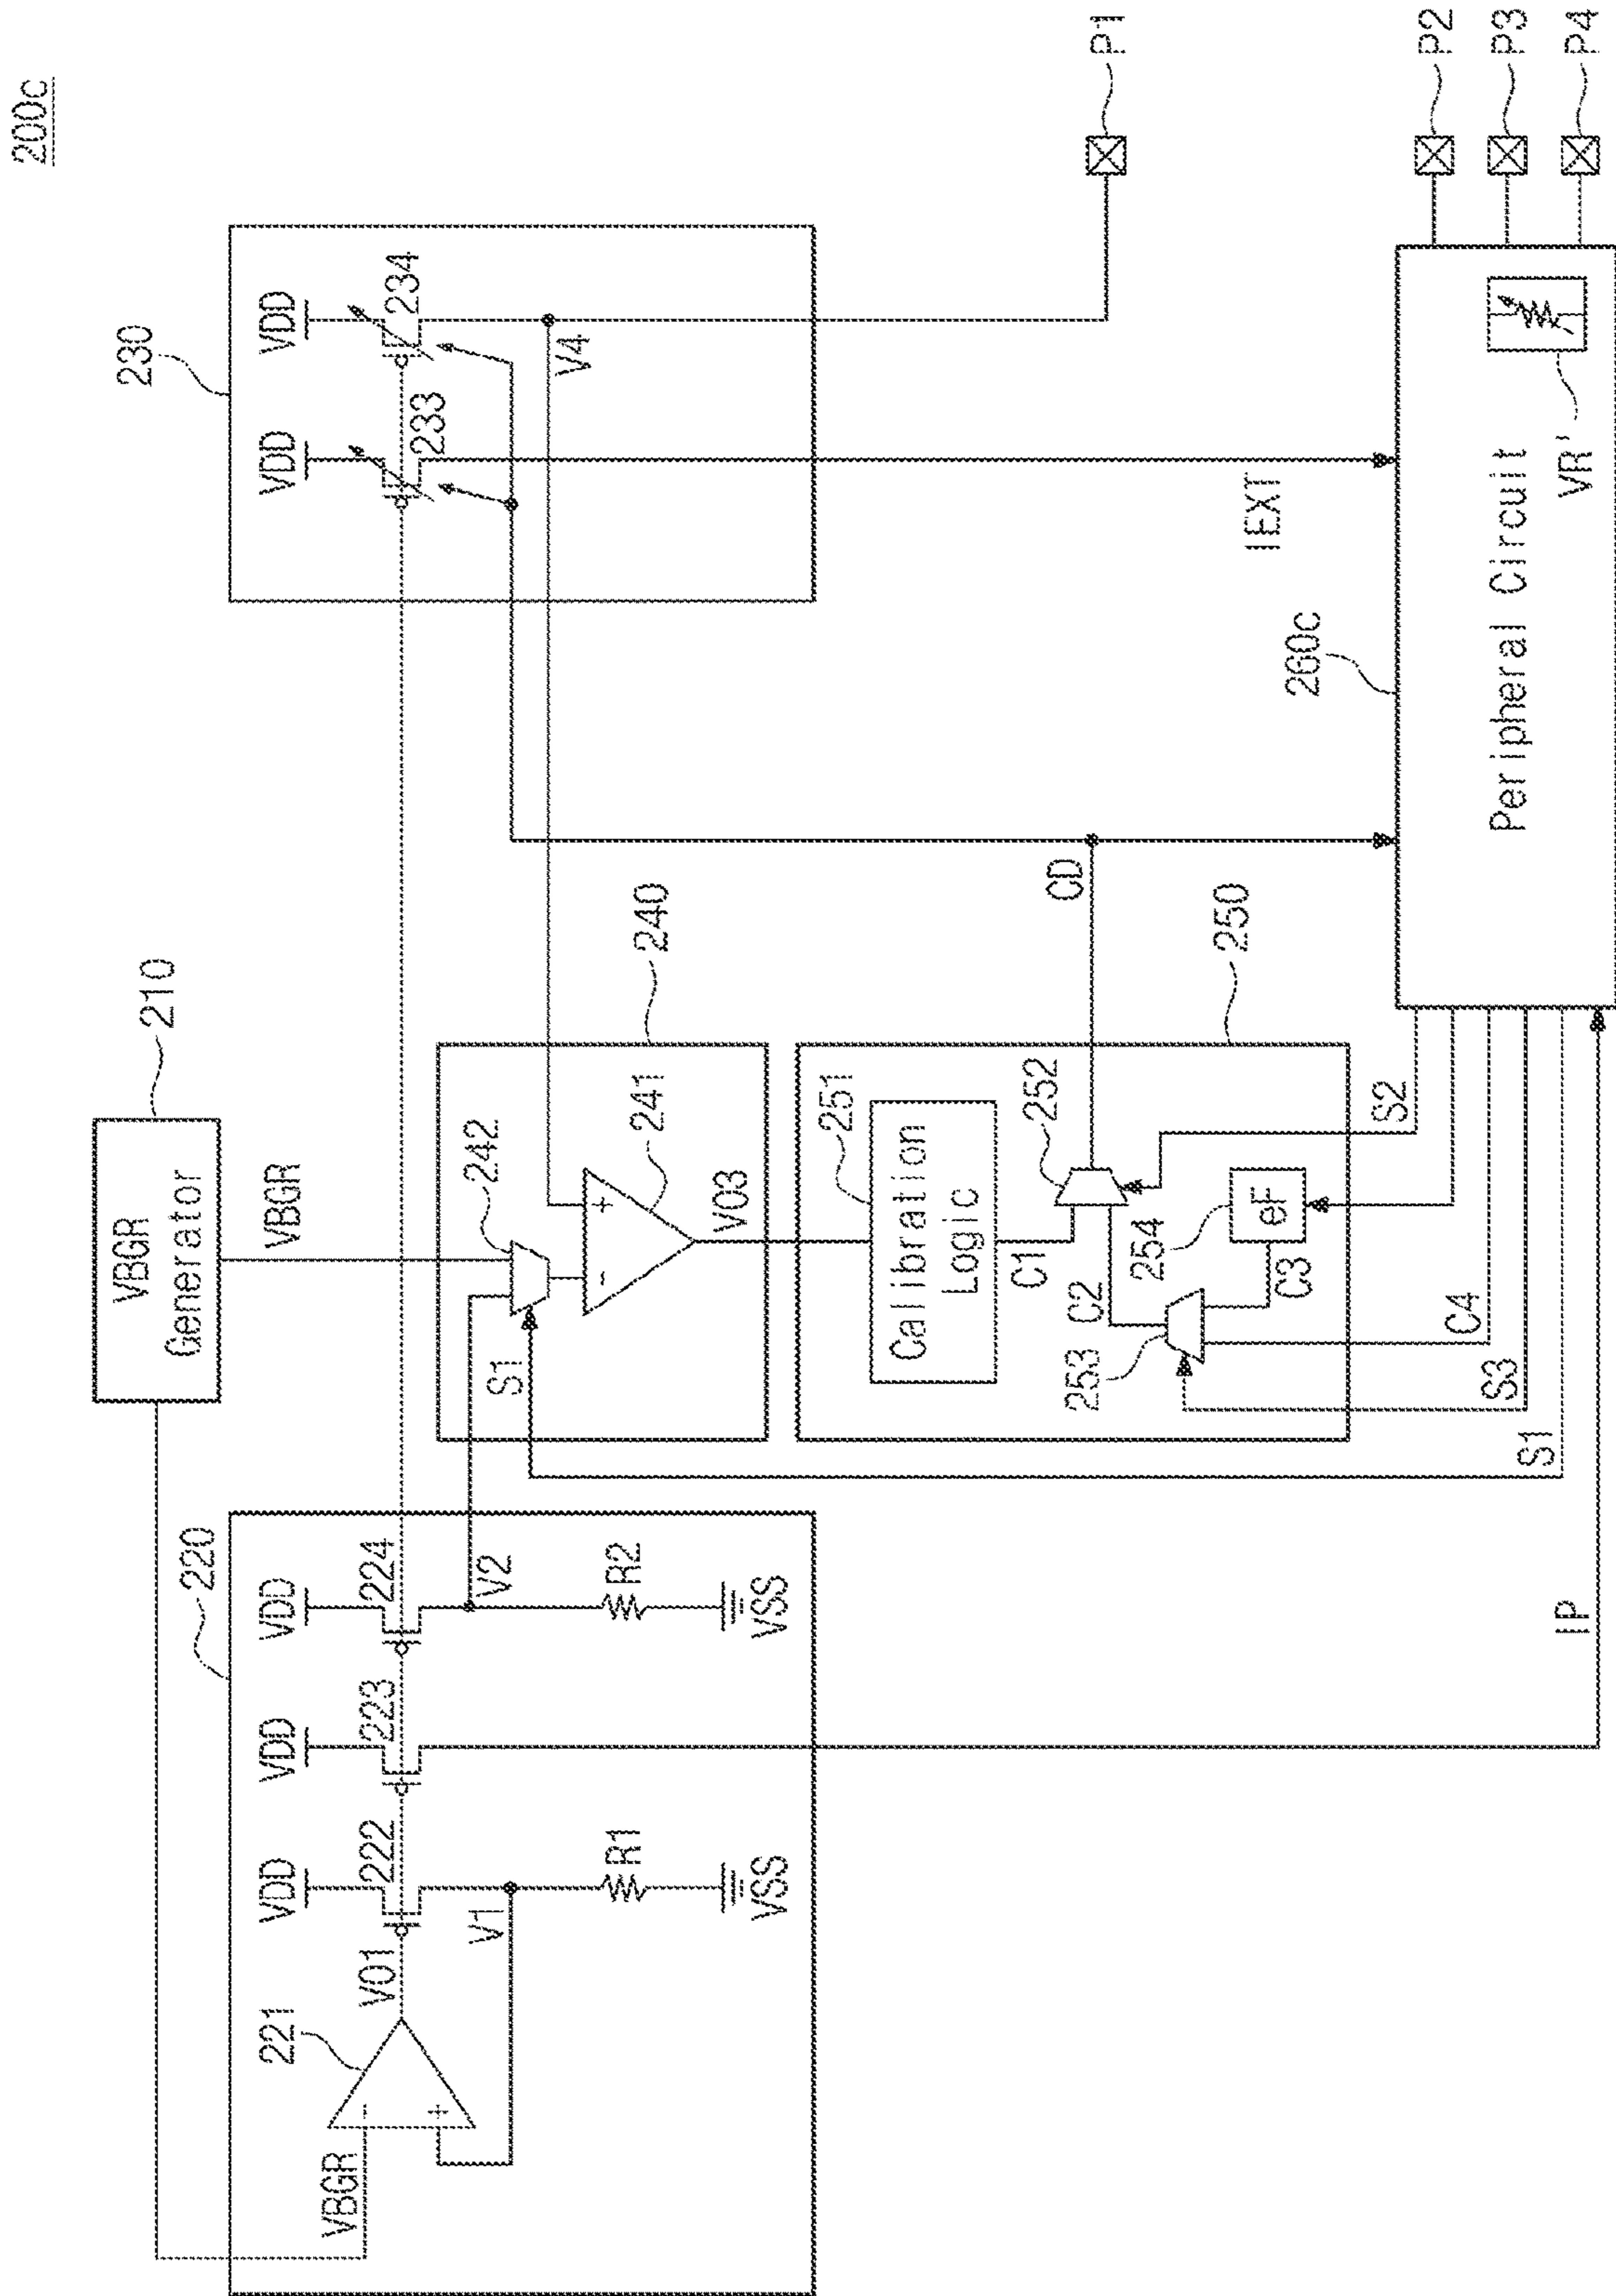 200c
VBGR
Generator
210
VBGR
220
VBGR
221
VO1
VDD
222
V1
R1
VSS
VDD
223
VDD
224
V2
R2
VSS
IP
230
VDD
233
VDD
234
V4
IEXT
P1
240
242
S1
241
VO3
250
251
Calibration
Logic
C1
252
C2
253
254
eF
C3
CD
S2
C4
S3
S1
260c
Peripheral Circuit
VR'
P2
P3
P4